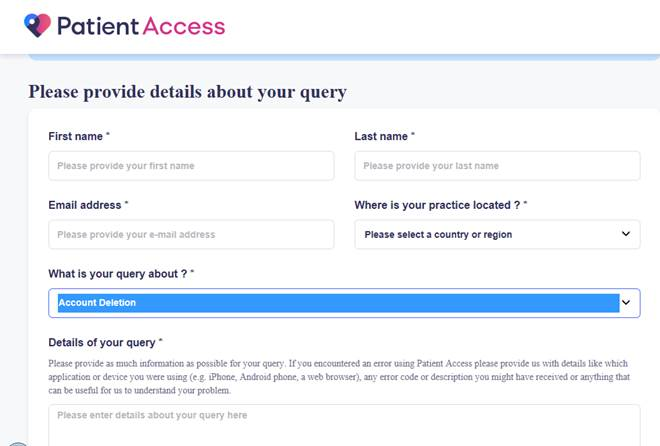 Patient Access
Please provide details about your query
First name *
Last name *
Please provide your first name
Please provide your last name
Email address *
Where is your practice located ? *
Please provide your e-mail address
Please select a country or region
What is your query about ? *
Account Deletion
Details of your query *
Please provide as much information as possible for your query. If you encountered an error using Patient Access please provide us with details like which
application or device you were using (e.g. iPhone, Android phone, a web browser), any error code or description you might have received or anything that
can be useful for us to understand your problem.
Please enter details about your query here